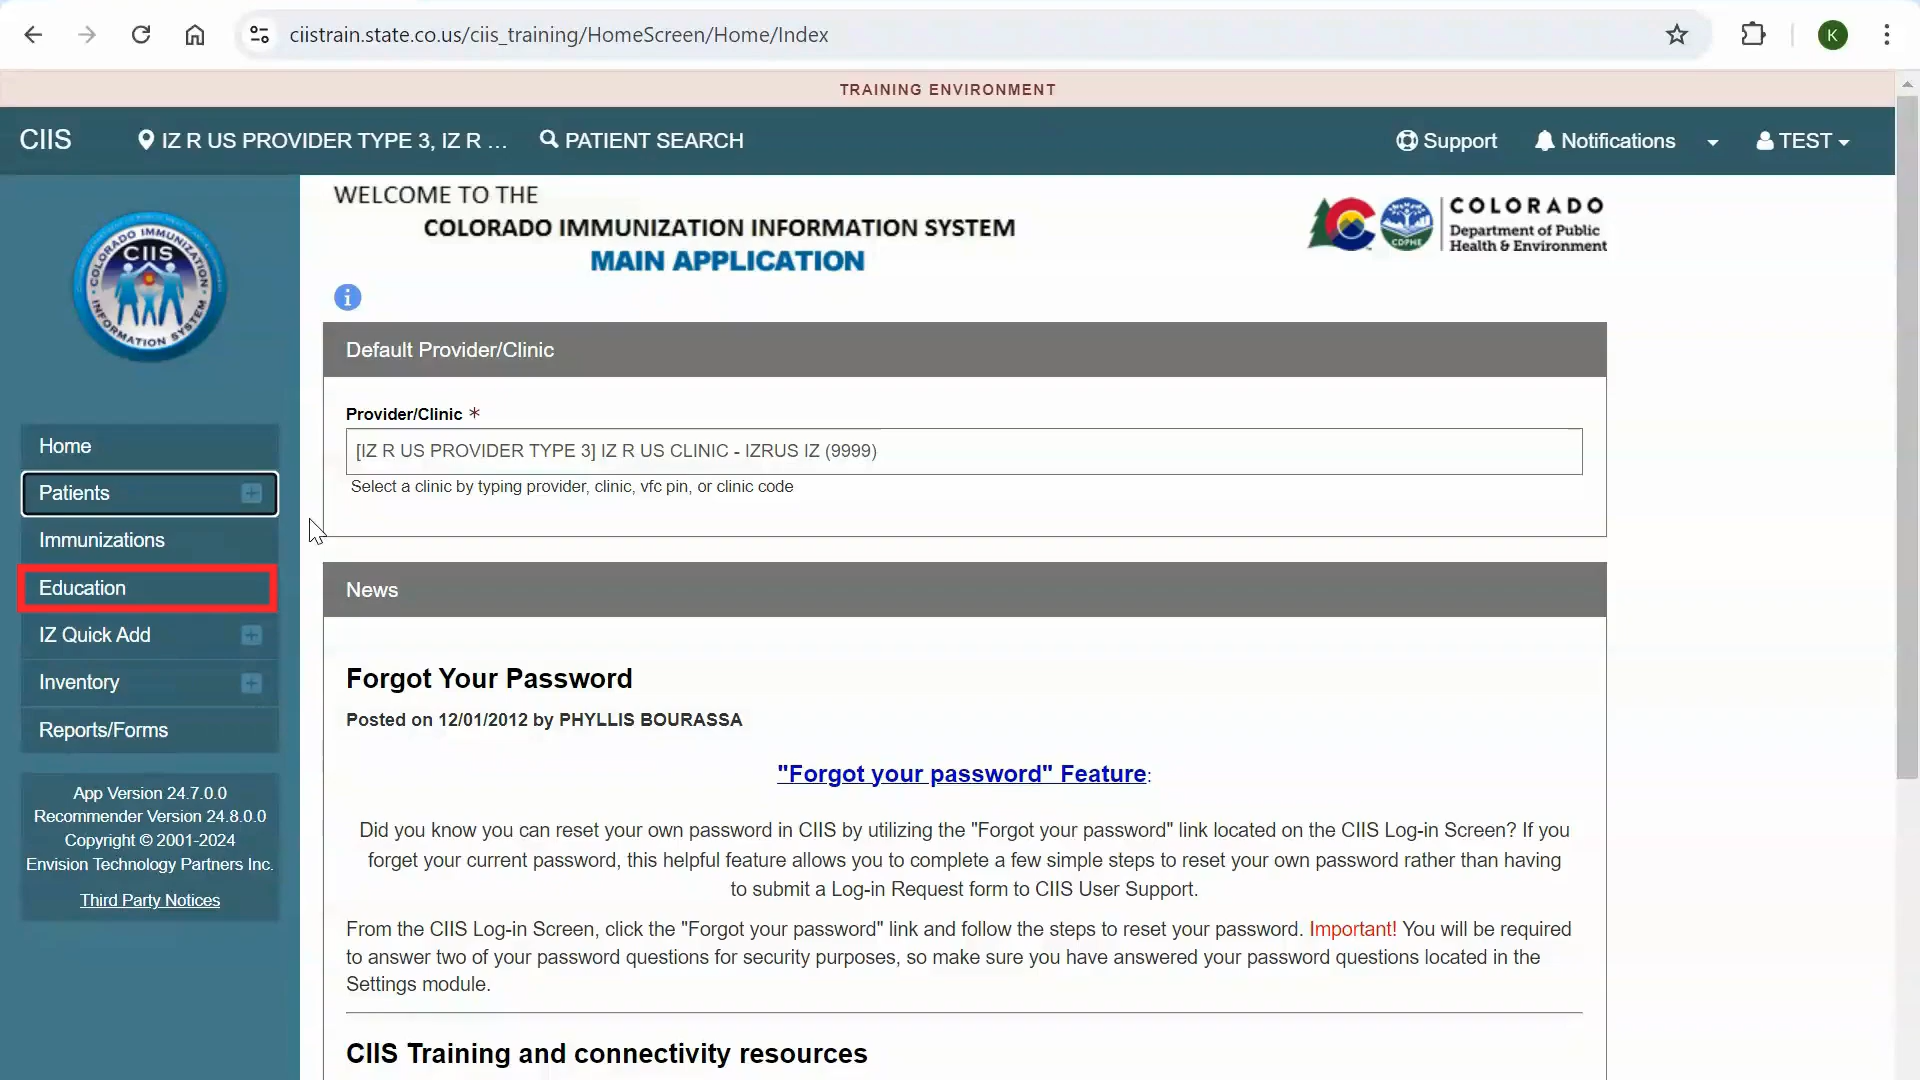 ciistrain.state.co.us/ciis_training/HomeScreen/Home/Index
K
TRAINING ENVIRONMENT
CIIS
IZ R US PROVIDER TYPE 3, IZ R ...
PATIENT SEARCH
Support
Notifications
TEST
COLORADO IMMUNIZATION INFORMATION SYSTEM
CIIS
WELCOME TO THE
COLORADO IMMUNIZATION INFORMATION SYSTEM
MAIN APPLICATION
CDPHE
COLORADO
Department of Public
Health & Environment
i
Home
Patients
Immunizations
Education
IZ Quick Add
Inventory
Reports/Forms
App Version 24.7.0.0
Recommender Version 24.8.0.0
Copyright © 2001-2024
Envision Technology Partners Inc.
Third Party Notices
Default Provider/Clinic
Provider/Clinic *
[IZ R US PROVIDER TYPE 3] IZ R US CLINIC - IZRUS IZ (9999)
Select a clinic by typing provider, clinic, vfc pin, or clinic code
News
Forgot Your Password
Posted on 12/01/2012 by PHYLLIS BOURASSA
"Forgot your password" Feature:
Did you know you can reset your own password in CIIS by utilizing the "Forgot your password" link located on the CIIS Log-in Screen? If you
forget your current password, this helpful feature allows you to complete a few simple steps to reset your own password rather than having
to submit a Log-in Request form to CIIS User Support.
From the CIIS Log-in Screen, click the "Forgot your password" link and follow the steps to reset your password. Important! You will be required
to answer two of your password questions for security purposes, so make sure you have answered your password questions located in the
Settings module.
CIIS Training and connectivity resources